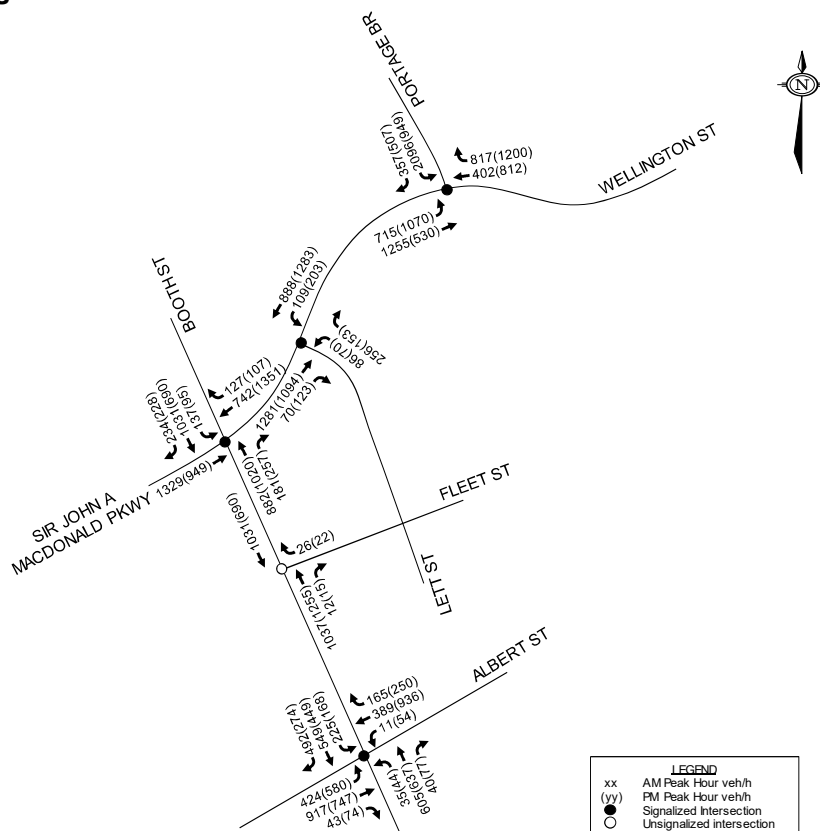 PORTAGE BR
N
357(507)
2096(949)
817(1200)
402(812)
WELLINGTON ST
715(1070)
1255(530)
BOOTH ST
888(1283)
109(203)
256(153)
86(70)
127(107)
742(1351)
1281(1094)
70(123)
234(228)
1031(690)
137(95)
1329(949)
882(1020)
181(257)
SIR JOHN A
MACDONALD PKWY
FLEET ST
1031(690)
26(22)
1037(1255)
12(15)
LETT ST
ALBERT ST
492(274)
549(449)
225(168)
165(250)
389(936)
11(54)
424(580)
917(747)
43(74)
35(44)
605(637)
40(77)
LEGEND
xx AM Peak Hour veh/h
(yy) PM Peak Hour veh/h
Signalized Intersection
Unsignalized intersection